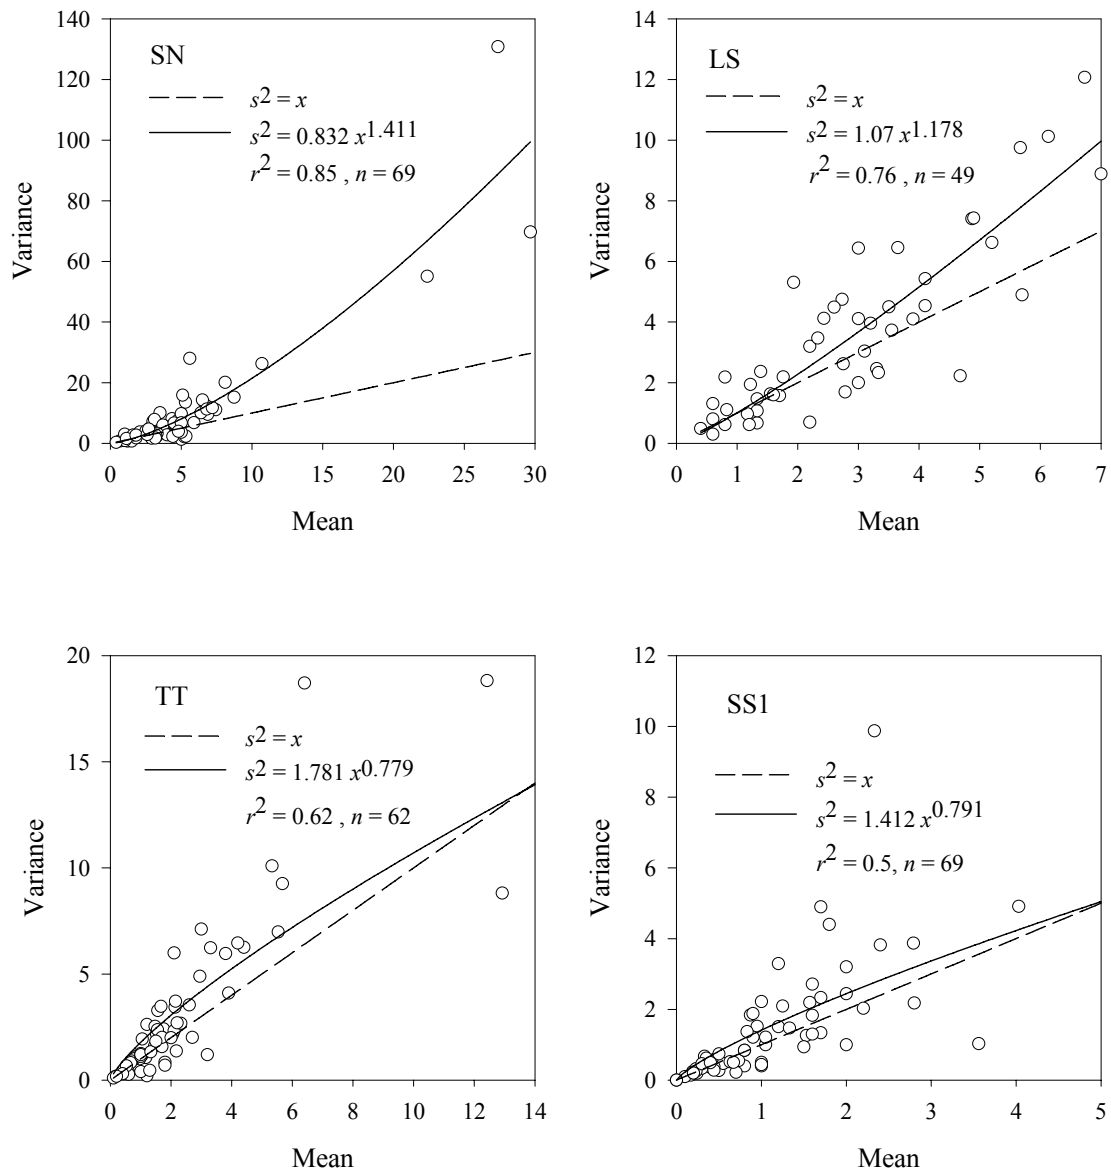 SN
s² = x
s² = 0.832 x^1.411
r² = 0.85 , n = 69
140
120
100
80
60
40
20
0
Variance
0 5 10 15 20 25 30
Mean
LS
s² = x
s² = 1.07 x^1.178
r² = 0.76 , n = 49
14
12
10
8
6
4
2
0
Variance
0 1 2 3 4 5 6 7
Mean
TT
s² = x
s² = 1.781 x^0.779
r² = 0.62 , n = 62
20
15
10
5
0
Variance
0 2 4 6 8 10 12 14
Mean
SS1
s² = x
s² = 1.412 x^0.791
r² = 0.5, n = 69
12
10
8
6
4
2
0
Variance
0 1 2 3 4 5
Mean